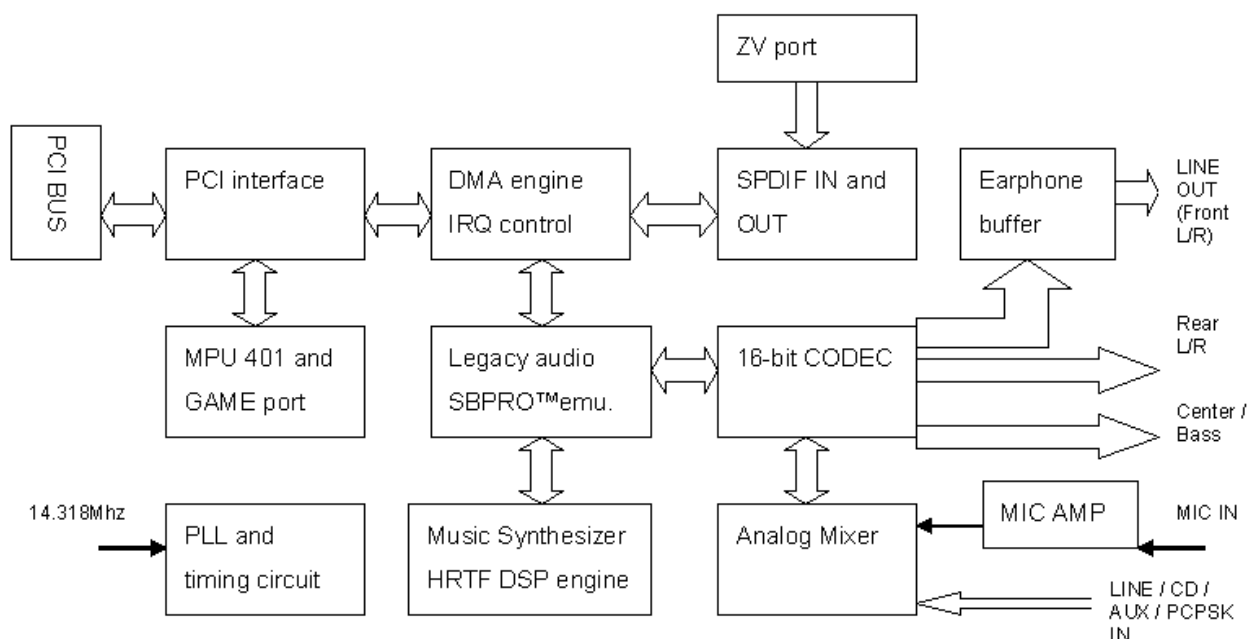 ZV port
PCI BUS
PCI interface
DMA engine
IRQ control
SPDIF IN and
OUT
Earphone
buffer
LINE
OUT
(Front
L/R)
MPU 401 and
GAME port
Legacy audio
SBPRO™emu.
16-bit CODEC
Rear
L/R
Center /
Bass
14.318Mhz
PLL and
timing circuit
Music Synthesizer
HRTF DSP engine
Analog Mixer
MIC AMP
MIC IN
LINE / CD /
AUX / PCPSK
IN